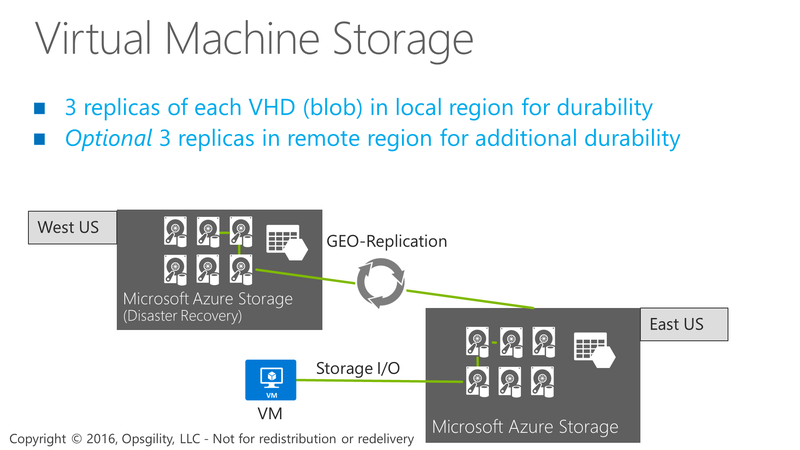 Virtual Machine Storage
3 replicas of each VHD (blob) in local region for durability
Optional 3 replicas in remote region for additional durability
West US
GEO-Replication
Microsoft Azure Storage
(Disaster Recovery)
East US
Storage I/O
VM
VM
Microsoft Azure Storage
Copyright © 2016, Opsgility, LLC - Not for redistribution or redelivery